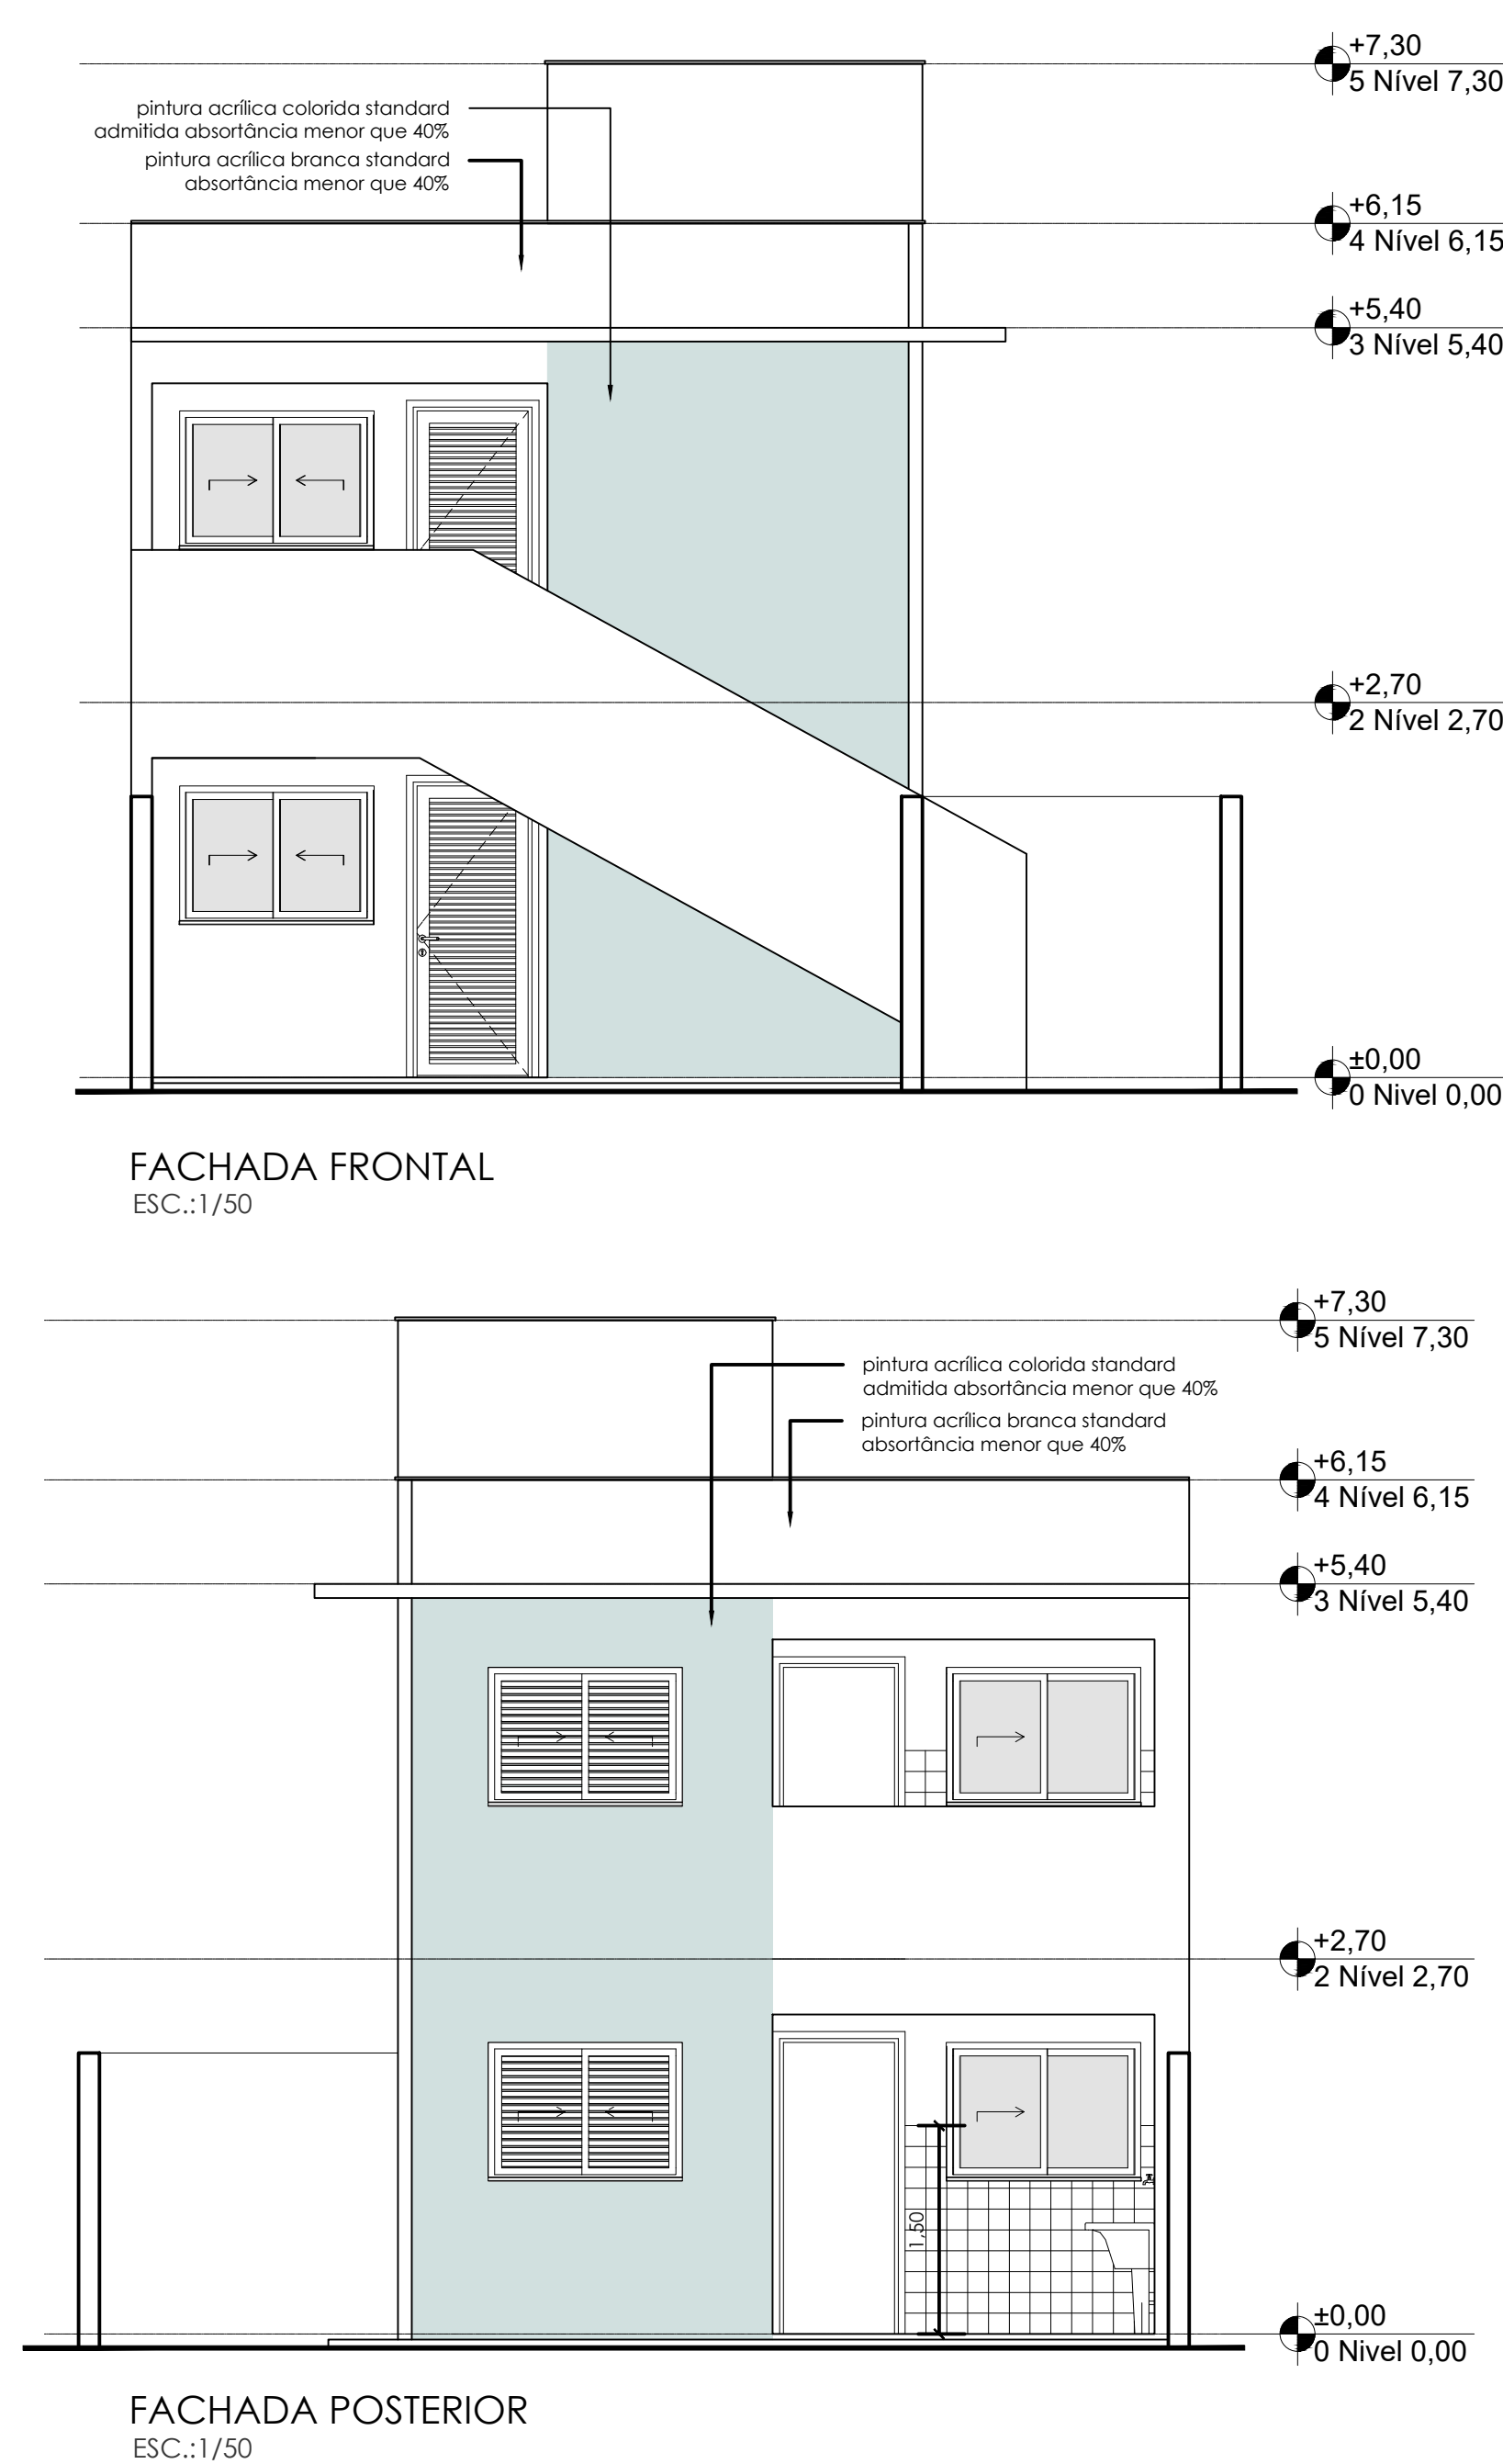 +7,30
5 Nível 7,30
pintura acrílica colorida standard
admitida absortância menor que 40%
pintura acrílica branca standard
absortância menor que 40%
+6,15
4 Nível 6,15
+5,40
3 Nível 5,40
+2,70
2 Nível 2,70
±0,00
0 Nivel 0,00
FACHADA FRONTAL
ESC.:1/50
+7,30
5 Nível 7,30
pintura acrílica colorida standard
admitida absortância menor que 40%
pintura acrílica branca standard
absortância menor que 40%
+6,15
4 Nível 6,15
+5,40
3 Nível 5,40
+2,70
2 Nível 2,70
1,50
±0,00
0 Nivel 0,00
FACHADA POSTERIOR
ESC.:1/50